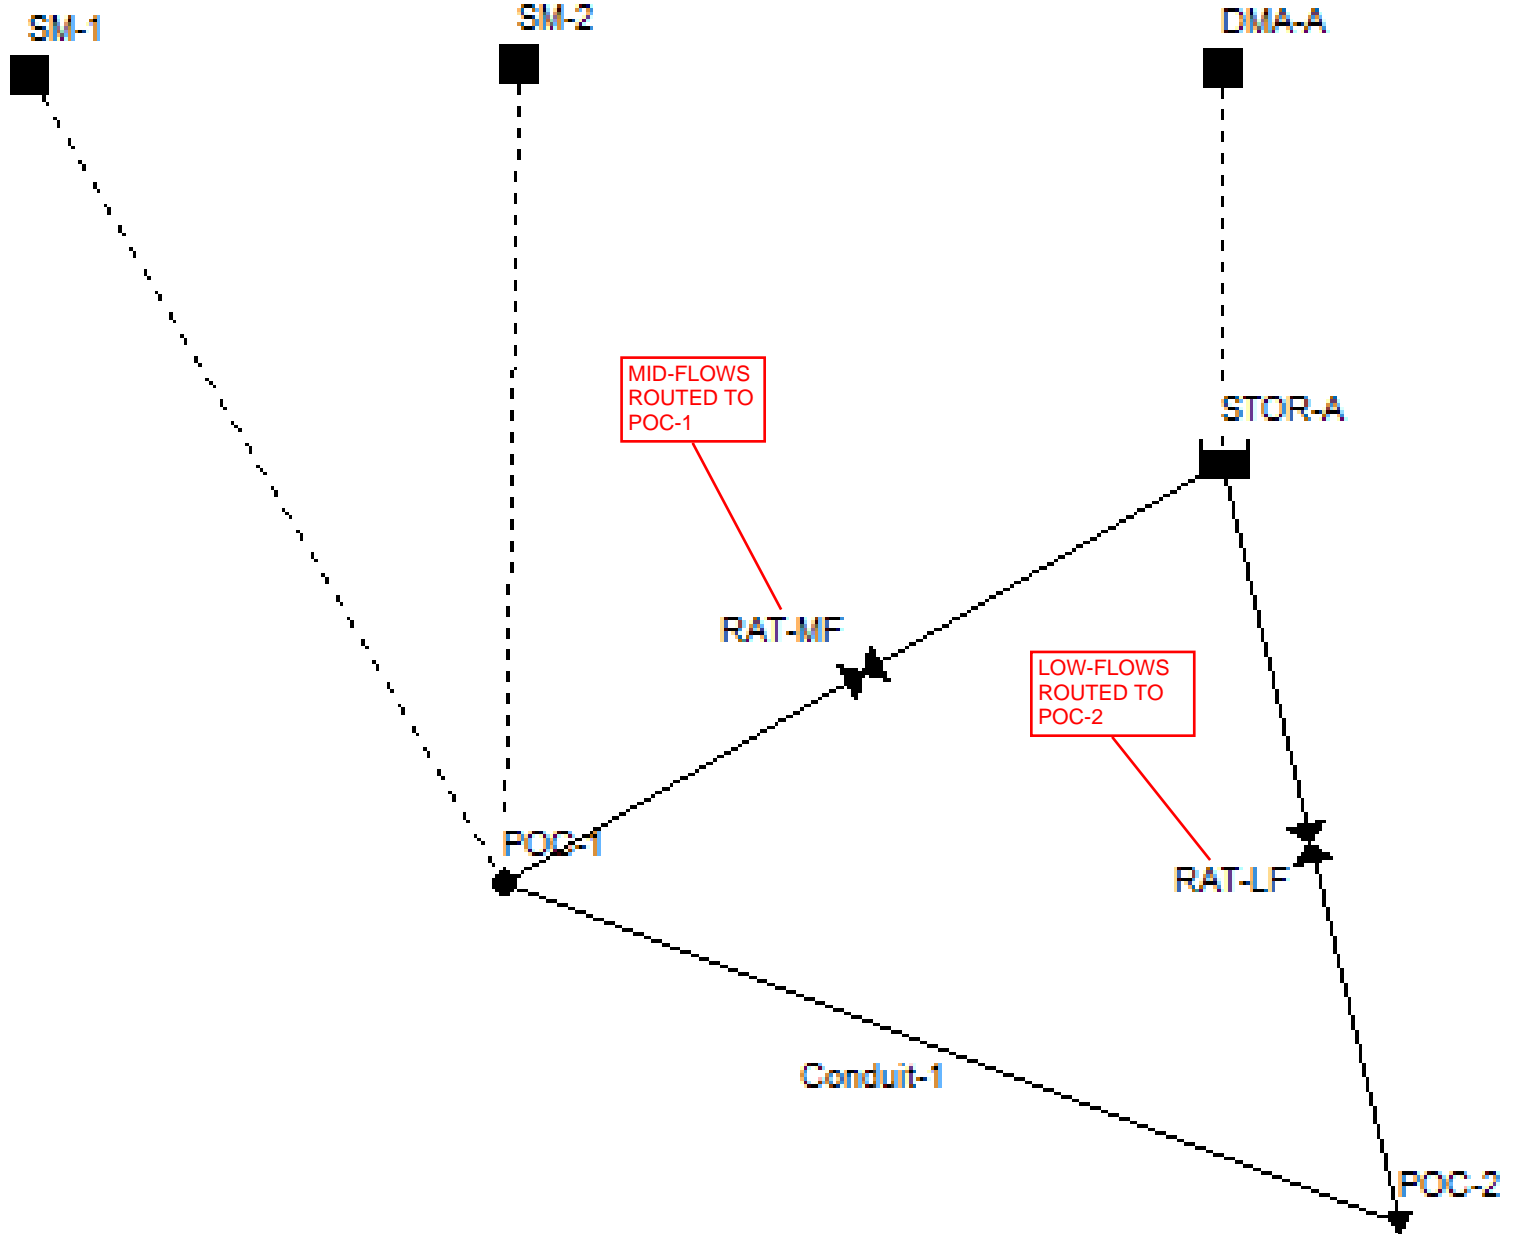 SM-1
SM-2
DMA-A
MID-FLOWS
ROUTED TO
POC-1
STOR-A
RAT-MF
LOW-FLOWS
ROUTED TO
POC-2
POC-1
RAT-LF
Conduit-1
POC-2